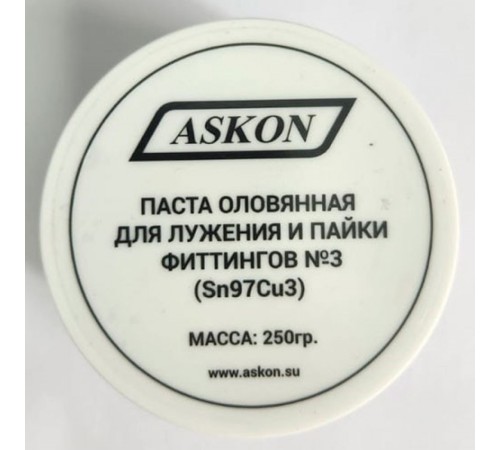 ASKON
ПАСТА ОЛОВЯННАЯ
ДЛЯ ЛУЖЕНИЯ И ПАЙКИ
ФИТТИНГОВ №3
(Sn97Cu3)
МАССА: 250гр.
www.askon.su